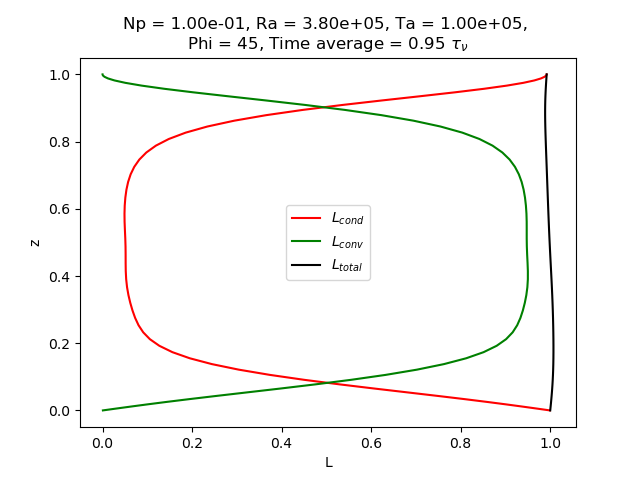 Np = 1.00e-01, Ra = 3.80e+05, Ta = 1.00e+05,
Phi = 45, Time average = 0.95 τ_ν
1.0
0.8
0.6
0.4
0.2
0.0
z
L_cond
L_conv
L_total
0.0 0.2 0.4 0.6 0.8 1.0
L